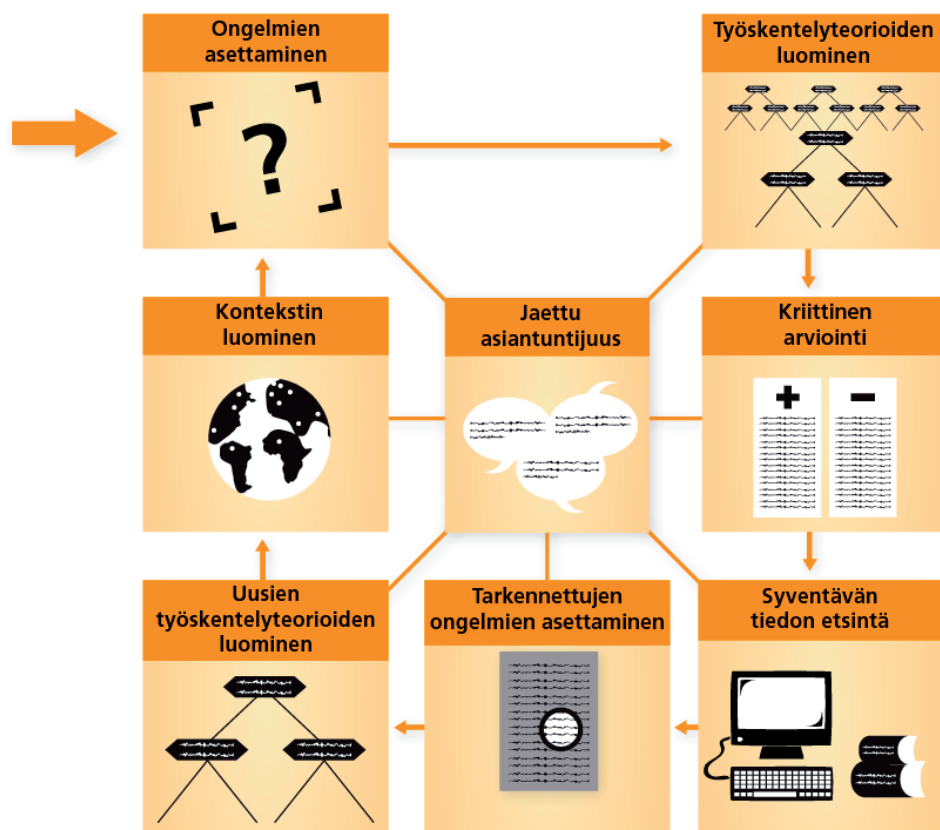 Ongelmien
asettaminen
Työskentelyteorioiden
luominen
?
Kontekstin
luominen
Jaettu
asiantuntijuus
Kriittinen
arviointi
+ −
Uusien
työskentelyteorioiden
luominen
Tarkennettujen
ongelmien asettaminen
Syventävän
tiedon etsintä